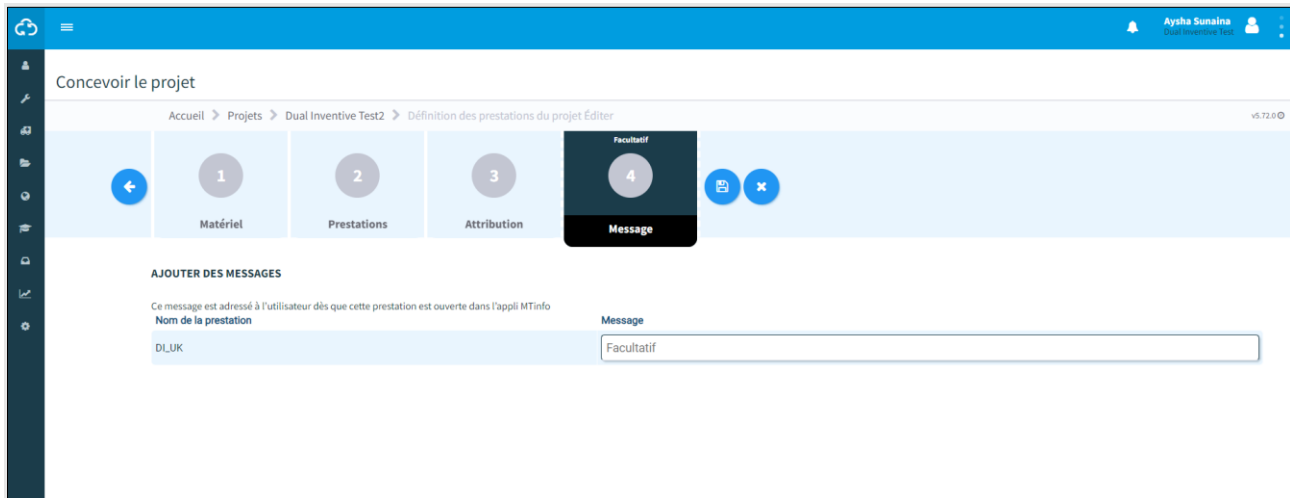 Aysha Sunaina
Dual Inventive Test
Concevoir le projet
Accueil Projets Dual Inventive Test2 Définition des prestations du projet Éditer
v5.72.0
1
Matériel
2
Prestations
3
Attribution
Facultatif
4
Message
AJOUTER DES MESSAGES
Ce message est adressé à l'utilisateur dès que cette prestation est ouverte dans l'appli MTinfo
Nom de la prestation Message
DI_UK Facultatif